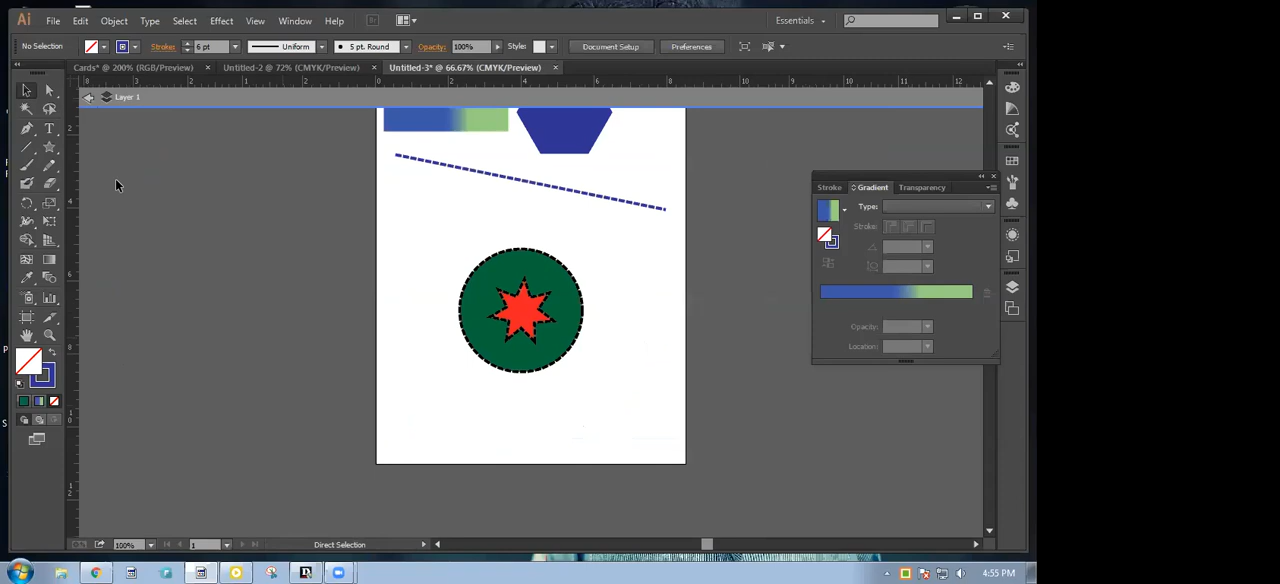 Ai File Edit Object Type Select Effect View Window Help Br Essentials
No Selection Stroke: 6 pt Uniform 5 pt. Round Opacity: 100% Style: Document Setup Preferences
Cards* @ 200% (RGB/Preview) × Untitled-2 @ 72% (CMYK/Preview) × Untitled-3* @ 66.67% (CMYK/Preview) ×
Layer 1
Stroke Gradient Transparency
Type:
Stroke:
Opacity:
Location:
100% 1 Direct Selection
4:55 PM